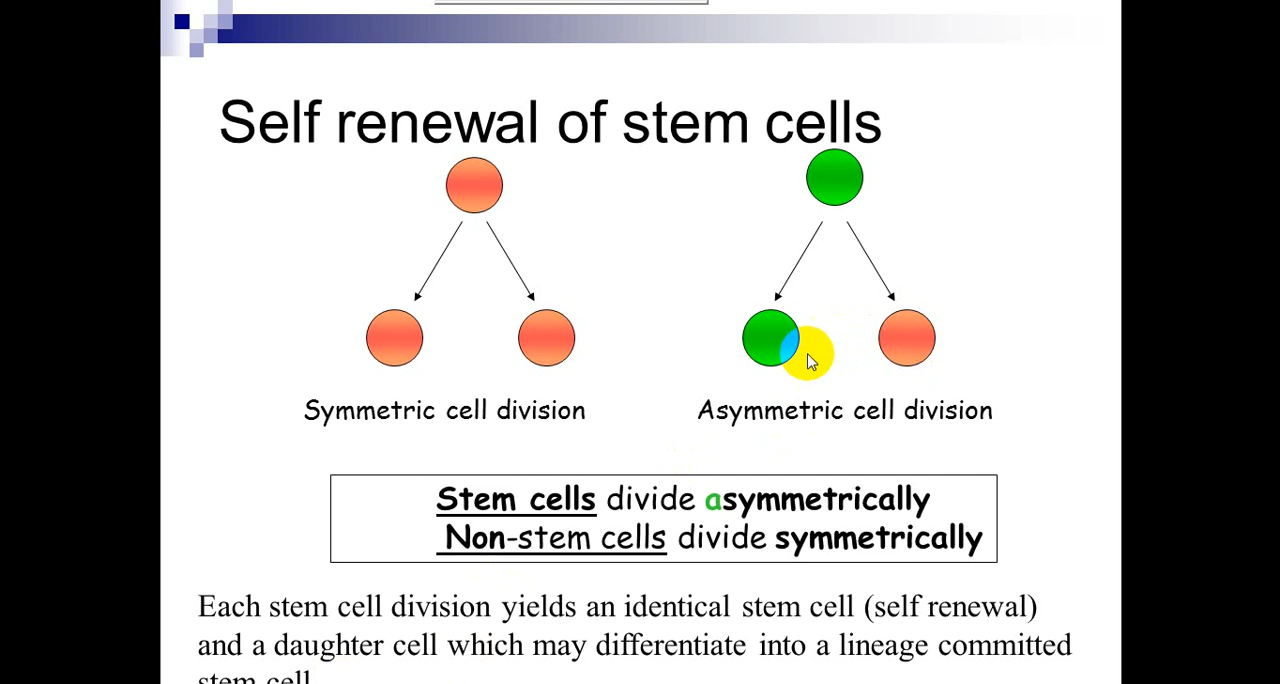 Self renewal of stem cells
Symmetric cell division
Asymmetric cell division
Stem cells divide asymmetrically
Non-stem cells divide symmetrically
Each stem cell division yields an identical stem cell (self renewal)
and a daughter cell which may differentiate into a lineage committed
stem cell